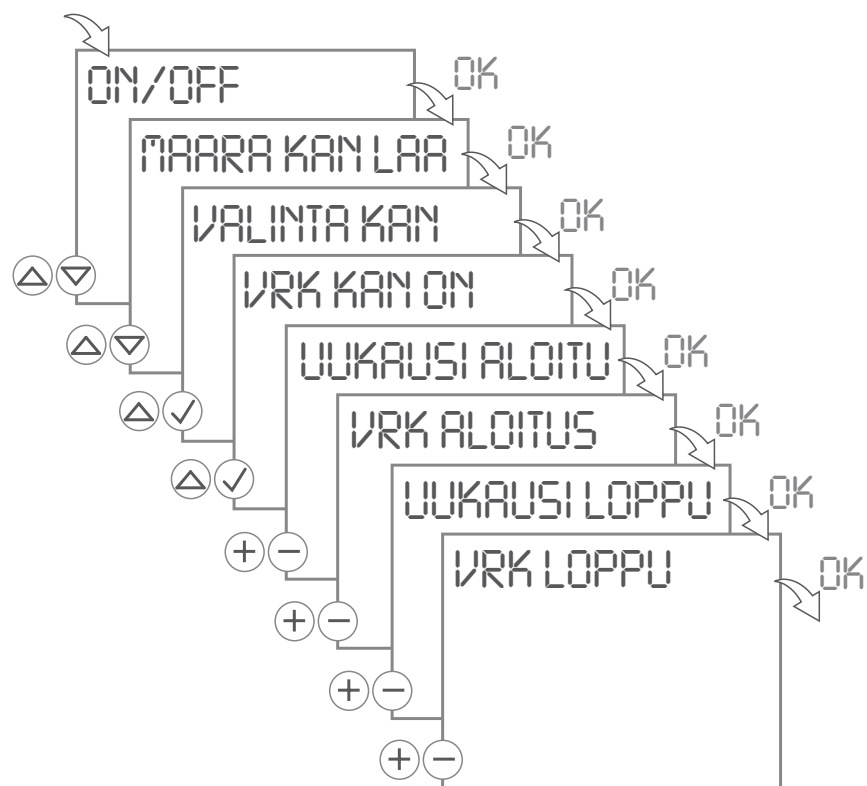 ON/OFF
OK
MAARA KAN LAA
OK
VALINTA KAN
OK
VRK KAN ON
OK
UUKAUSI ALOITU
OK
VRK ALOITUS
OK
UUKAUSI LOPPU
OK
VRK LOPPU
OK